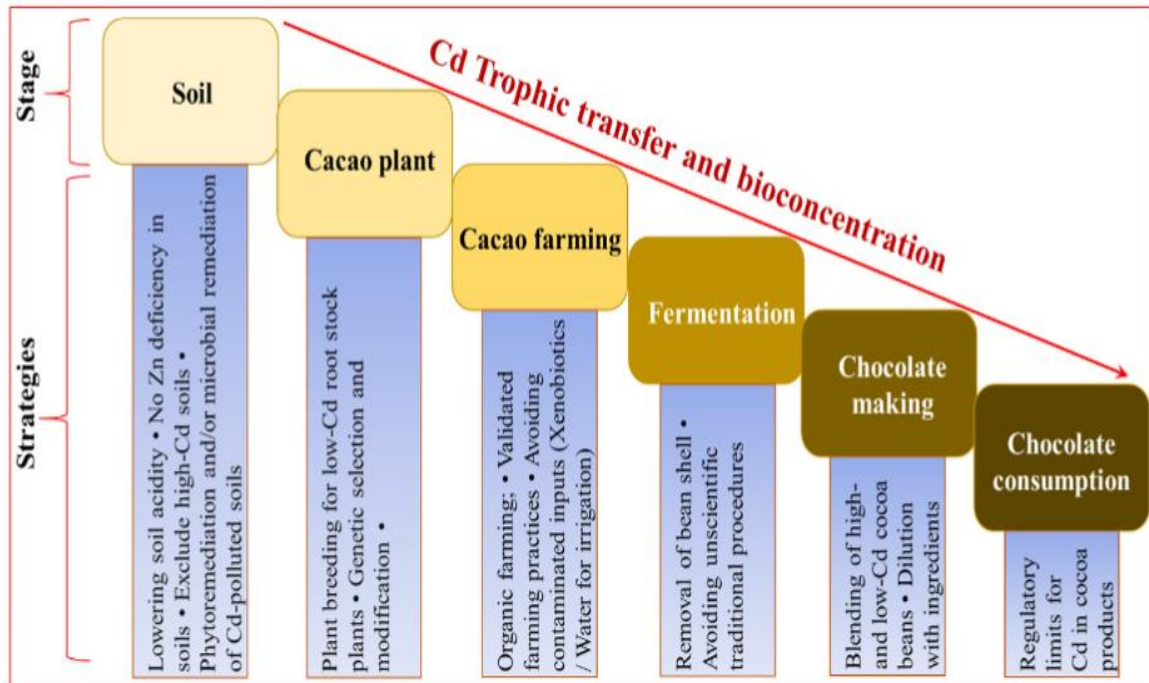 Stage
Strategies
Cd Trophic transfer and bioconcentration
Soil
Lowering soil acidity • No Zn deficiency in
soils • Exclude high-Cd soils •
Phytoremediation and/or microbial remediation
of Cd-polluted soils
Cacao plant
Plant breeding for low-Cd root stock
plants • Genetic selection and
modification •
Cacao farming
Organic farming; • Validated
farming practices • Avoiding
contaminated inputs (Xenobiotics
/ Water for irrigation)
Fermentation
Removal of bean shell •
Avoiding unscientific
traditional procedures
Chocolate
making
Blending of high-
and low-Cd cocoa
beans • Dilution
with ingredients
Chocolate
consumption
Regulatory
limits for
Cd in cocoa
products